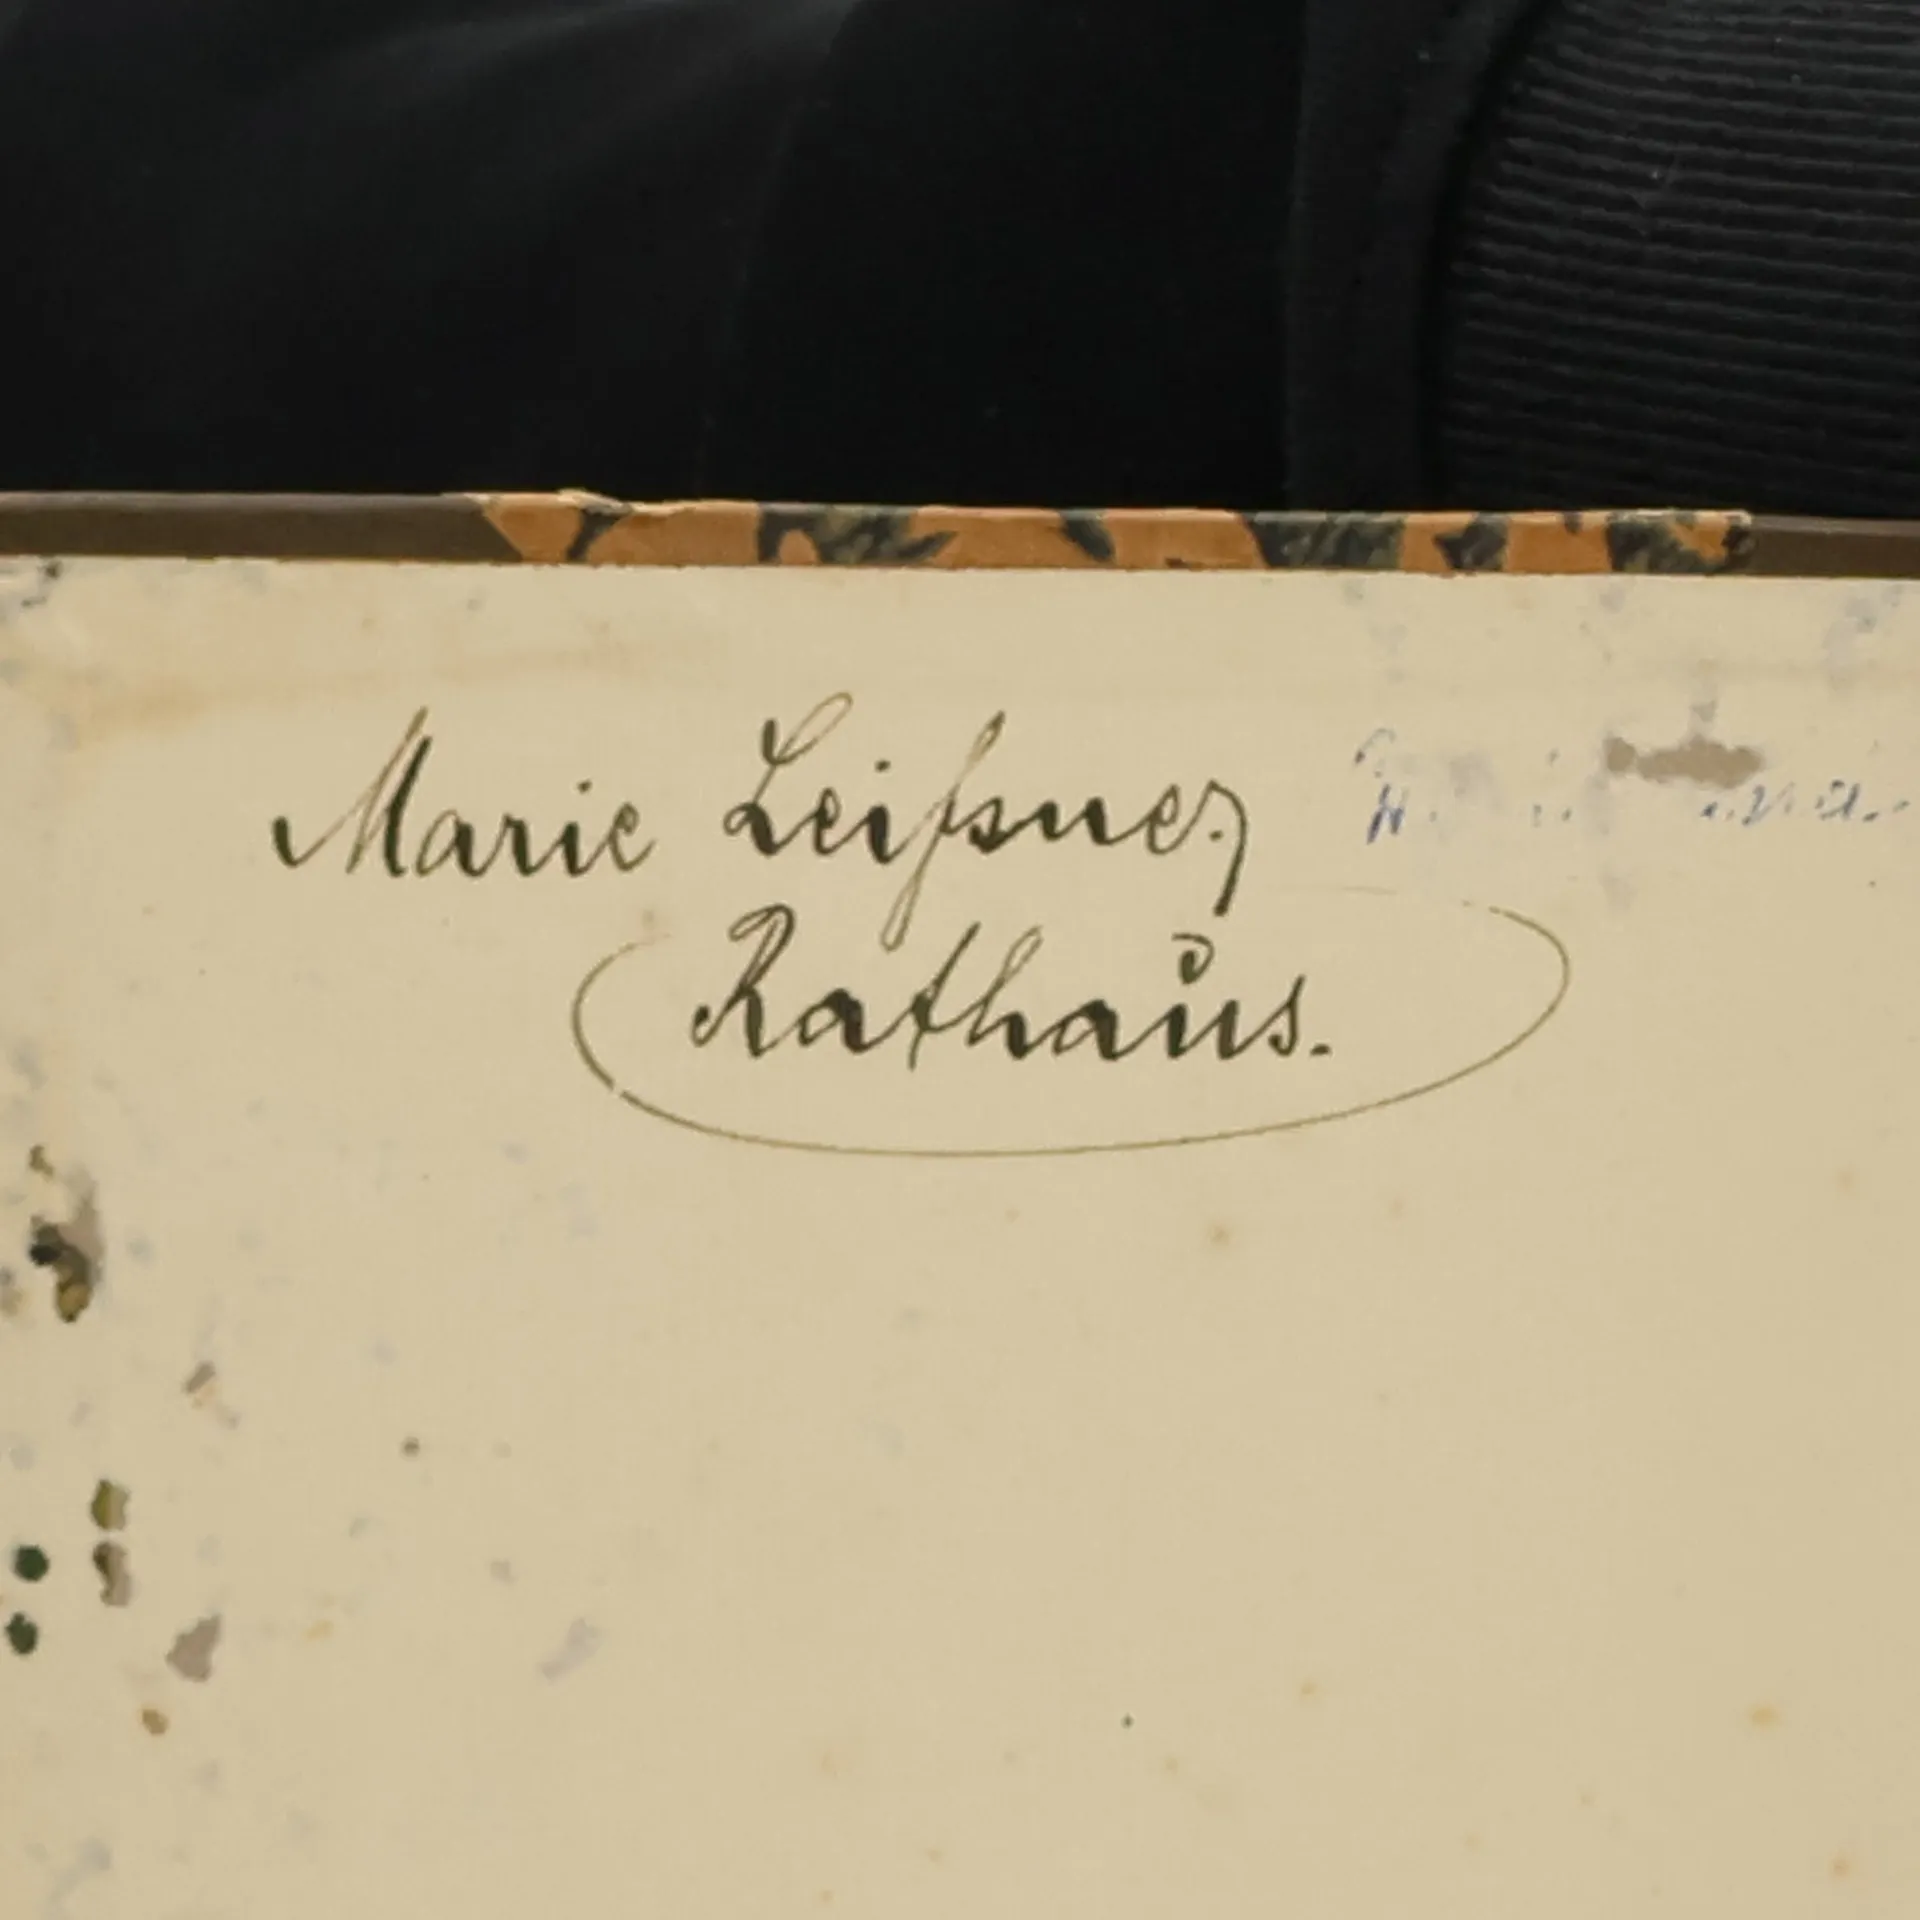 Marie Leißner,
Rathaus.